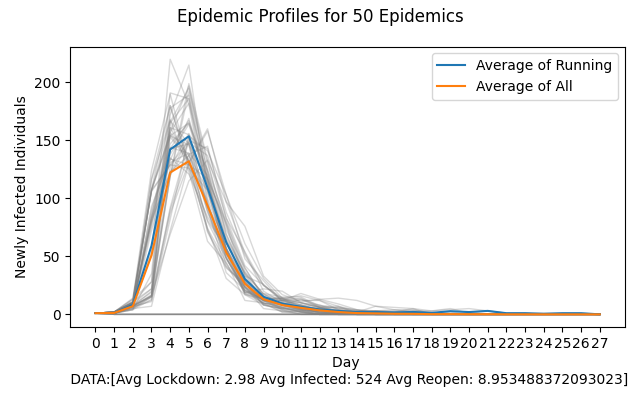 Epidemic Profiles for 50 Epidemics
Average of Running
Average of All
Newly Infected Individuals
200
150
100
50
0
0 1 2 3 4 5 6 7 8 9 10 11 12 13 14 15 16 17 18 19 20 21 22 23 24 25 26 27
Day
DATA:[Avg Lockdown: 2.98 Avg Infected: 524 Avg Reopen: 8.953488372093023]